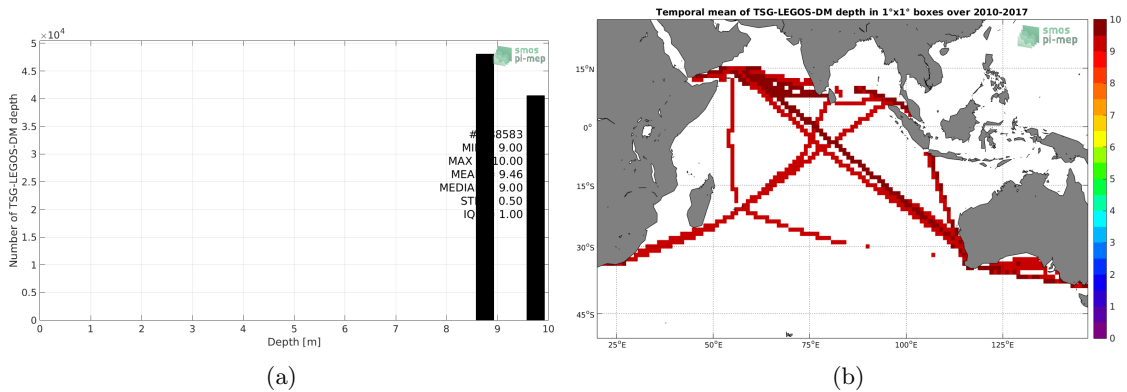 ×10⁴
5
4.5
4
3.5
3
2.5
2
1.5
1
0.5
0
Number of TSG-LEGOS-DM depth
0 1 2 3 4 5 6 7 8 9 10
Depth [m]
smos
pi-mep
MAX 10.00
9.00
9.46
9.00
0.50
1.00
(a)
Temporal mean of TSG-LEGOS-DM depth in 1°x1° boxes over 2010-2017
smos
pi-mep
15°N
0°
15°S
30°S
45°S
25°E 50°E 75°E 100°E 125°E
10
9
8
7
6
5
4
3
2
1
0
(b)